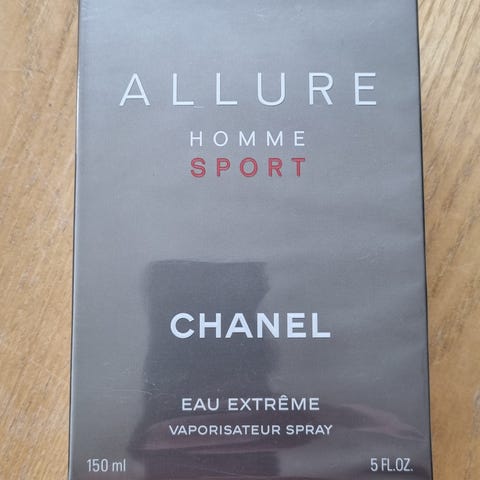 ALLURE
HOMME
SPORT
CHANEL
EAU EXTRÊME
VAPORISATEUR SPRAY
150 ml 5 FL.OZ.